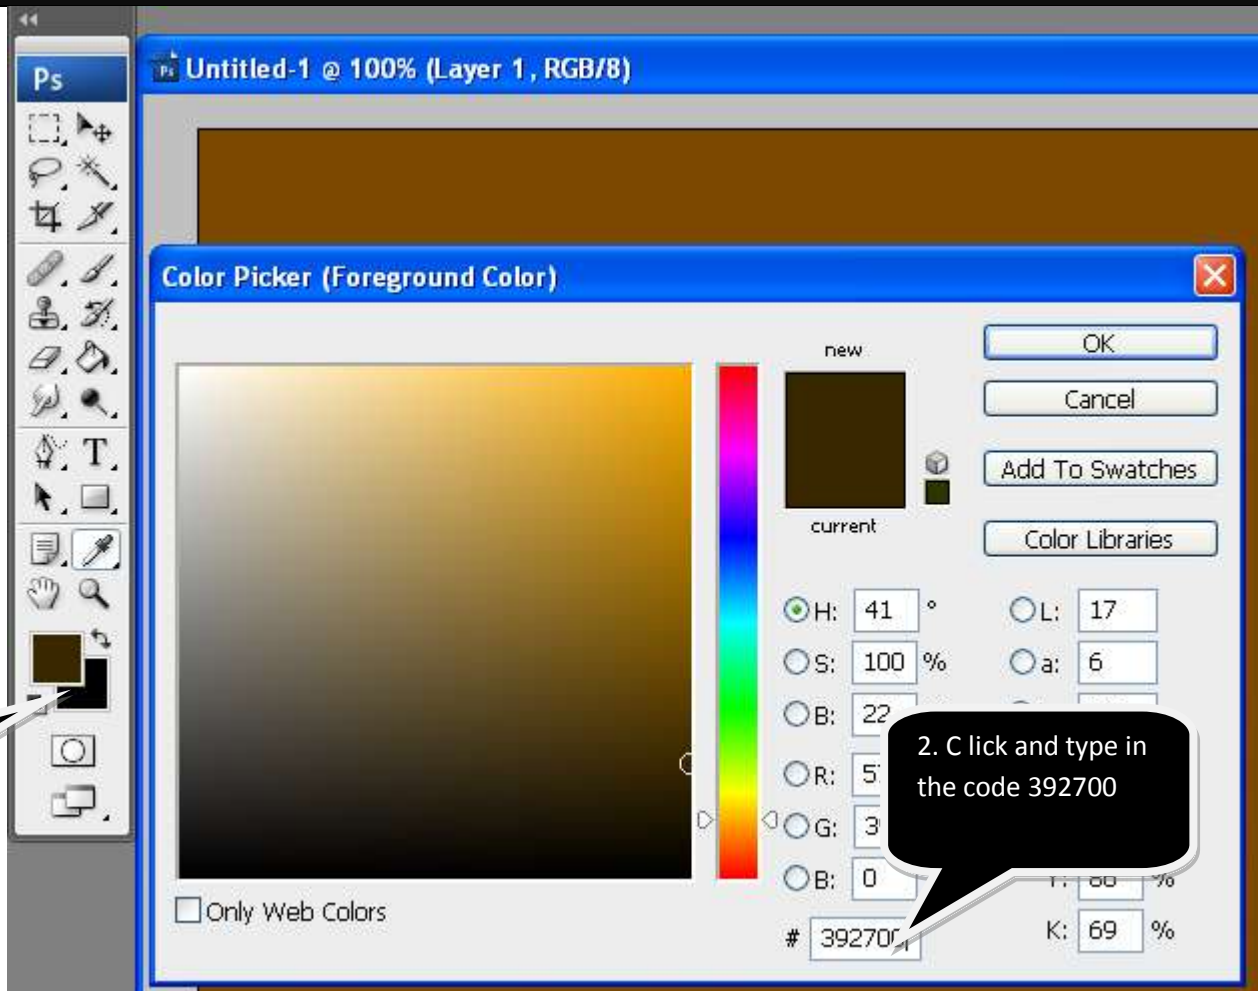 Ps
Untitled-1 @ 100% (Layer 1, RGB/8)
Color Picker (Foreground Color)
new
current
OK
Cancel
Add To Swatches
Color Libraries
H: 41 °
L: 17
S: 100 %
a: 6
B: 22
R:
G:
B: 0
%
# 392700
K: 69 %
Only Web Colors
2. C lick and type in
the code 392700
T